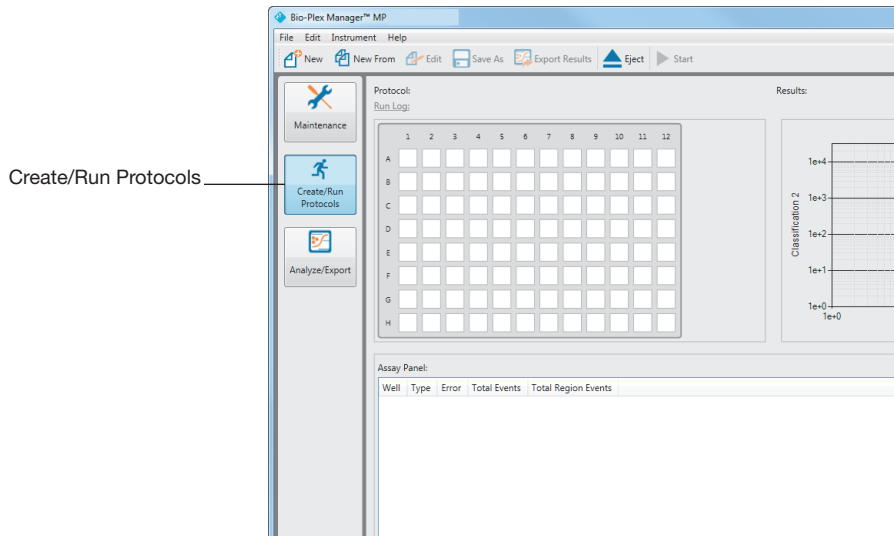 Bio-Plex Manager™ MP
File Edit Instrument Help
New New From Edit Save As Export Results Eject Start
Maintenance
Create/Run Protocols
Create/Run
Protocols
Analyze/Export
Protocol:
Run Log:
1 2 3 4 5 6 7 8 9 10 11 12
A
B
C
D
E
F
G
H
Results:
Classification 2
1e+4
1e+3
1e+2
1e+1
1e+0
1e+0
Assay Panel:
Well Type Error Total Events Total Region Events